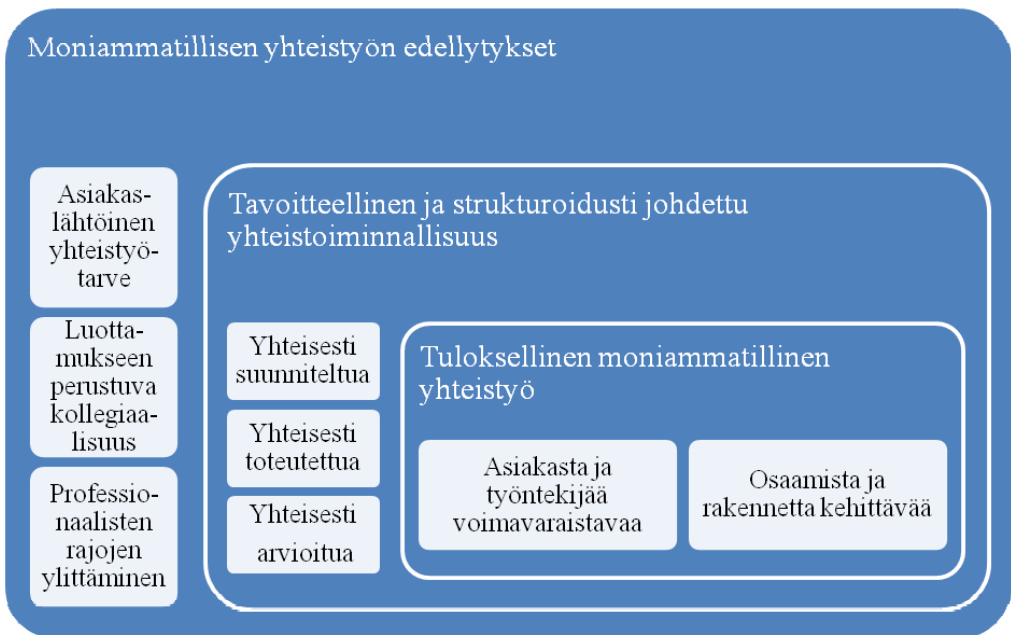 Moniammatillisen yhteistyön edellytykset
Asiakas-
lähtöinen
yhteistyö-
tarve
Luotta-
mukseen
perustuva
kollegiaa-
lisuus
Professio-
naalisten
rajojen
ylittäminen
Tavoitteellinen ja strukturoidusti johdettu
yhteistoiminnallisuus
Yhteisesti
suunniteltua
Yhteisesti
toteutettua
Yhteisesti
arvioitua
Tuloksellinen moniammatillinen
yhteistyö
Asiakasta ja
työntekijää
voimavaraistavaa
Osaamista ja
rakennetta kehittävää